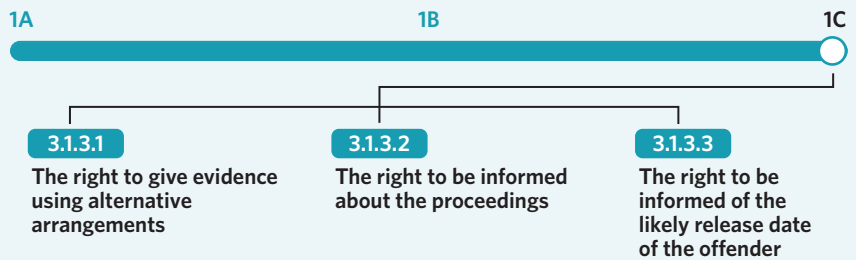 1A 1B 1C
3.1.3.1 3.1.3.2 3.1.3.3
The right to give evidence
using alternative
arrangements
The right to be informed
about the proceedings
The right to be
informed of the
likely release date
of the offender